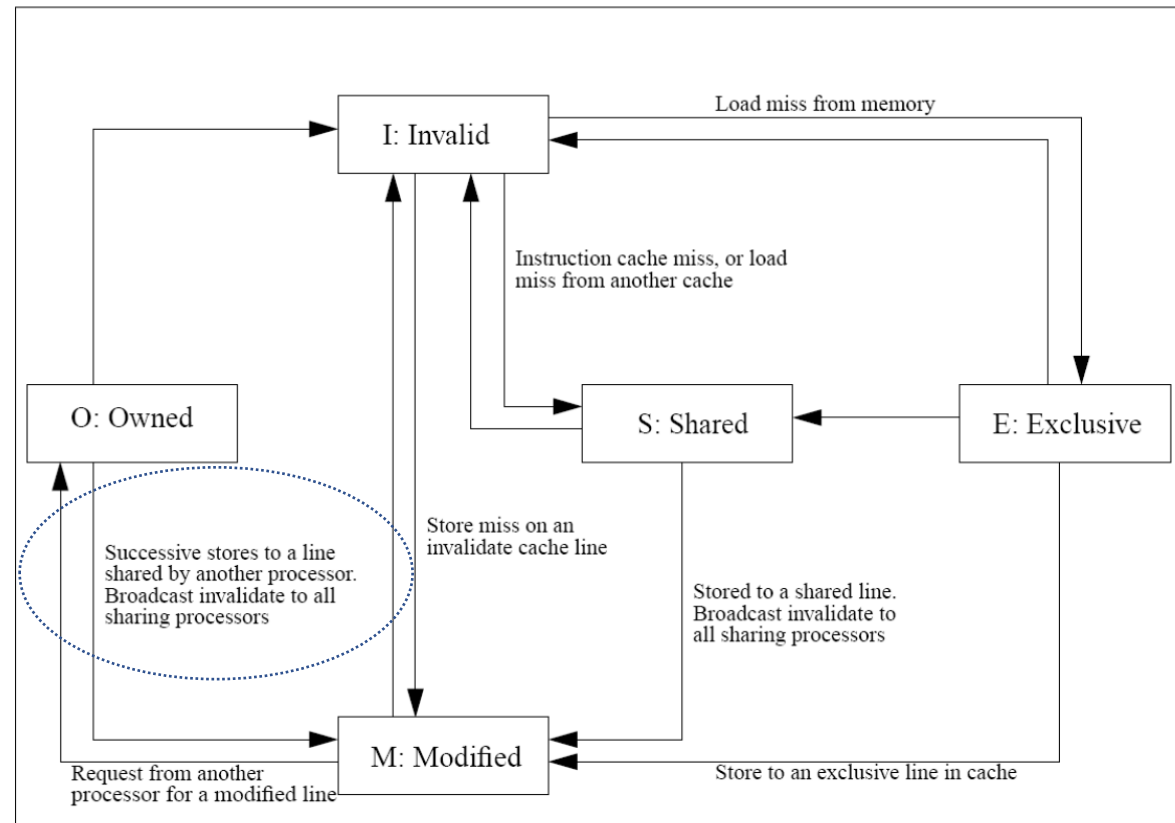 Load miss from memory
I: Invalid
Instruction cache miss, or load
miss from another cache
O: Owned
S: Shared
E: Exclusive
Successive stores to a line
shared by another processor.
Broadcast invalidate to all
sharing processors
Store miss on an
invalidate cache line
Stored to a shared line.
Broadcast invalidate to
all sharing processors
M: Modified
Request from another
processor for a modified line
Store to an exclusive line in cache